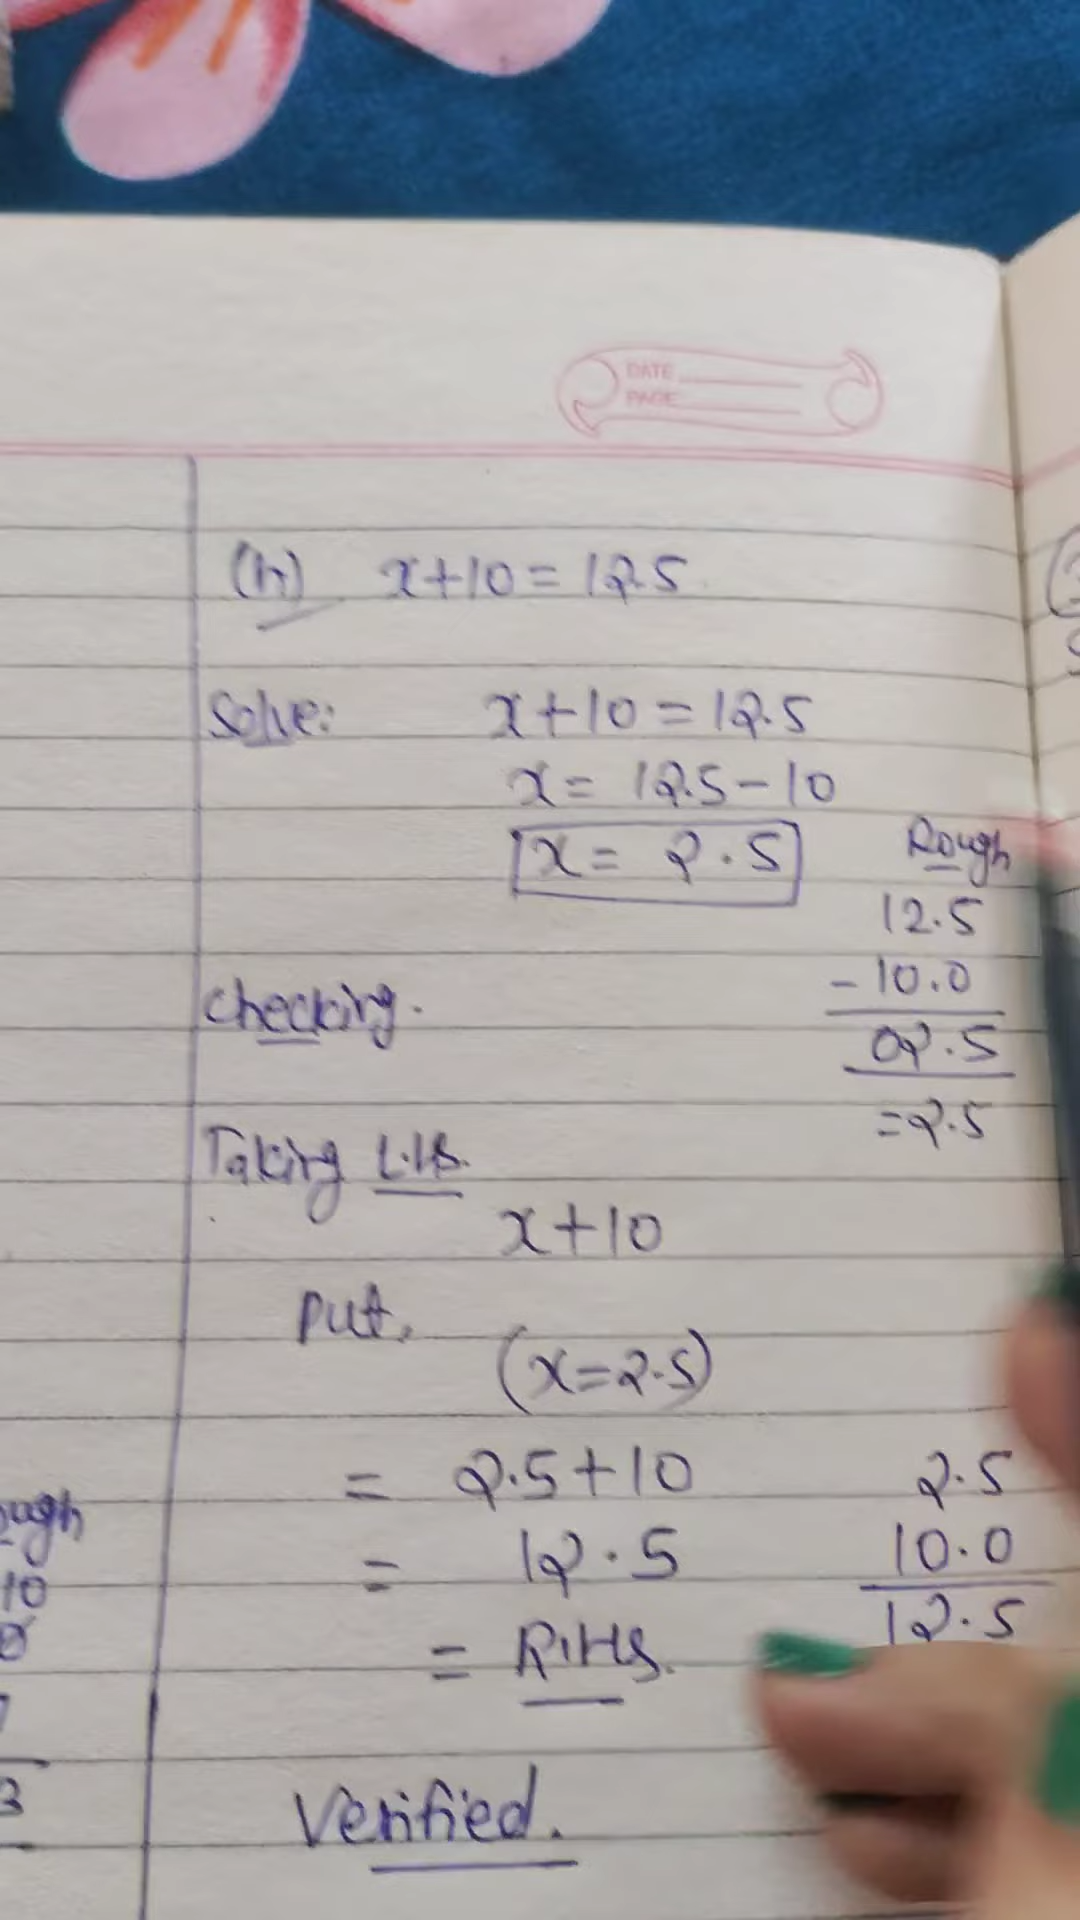 DATE
PAGE
(h) x+10=12.5
Solve: x+10=12.5
x= 12.5-10
x= 2.5
Rough
12.5
-10.0
02.5
=2.5
Checking.
Taking L.H.S.
x+10
Put,
(x=2.5)
= 2.5+10
= 12.5
= R.H.S.
2.5
10.0
12.5
Verified.
10
3